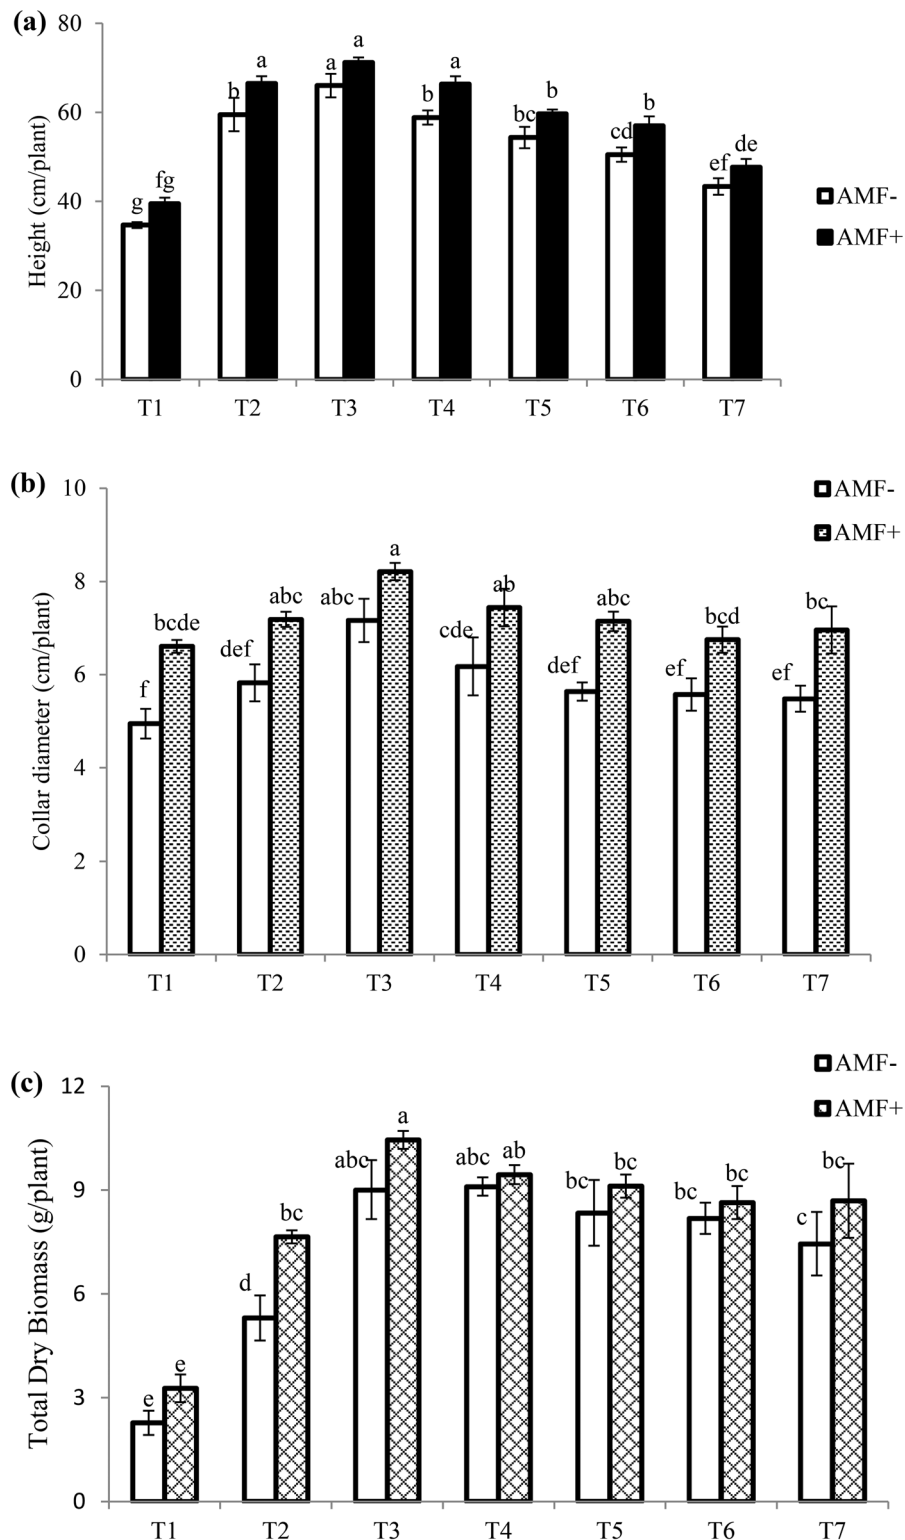 (a)
Height (cm/plant)
80
60
40
20
0
g fg b a a a b a bc b cd b ef de
T1 T2 T3 T4 T5 T6 T7
AMF-
AMF+
(b)
Collar diameter (cm/plant)
10
8
6
4
2
0
f bcde def abc abc a cde ab def abc ef bcd ef bc
T1 T2 T3 T4 T5 T6 T7
AMF-
AMF+
(c)
Total Dry Biomass (g/plant)
12
9
6
3
0
e e d bc abc a abc ab bc bc bc bc c bc
T1 T2 T3 T4 T5 T6 T7
AMF-
AMF+